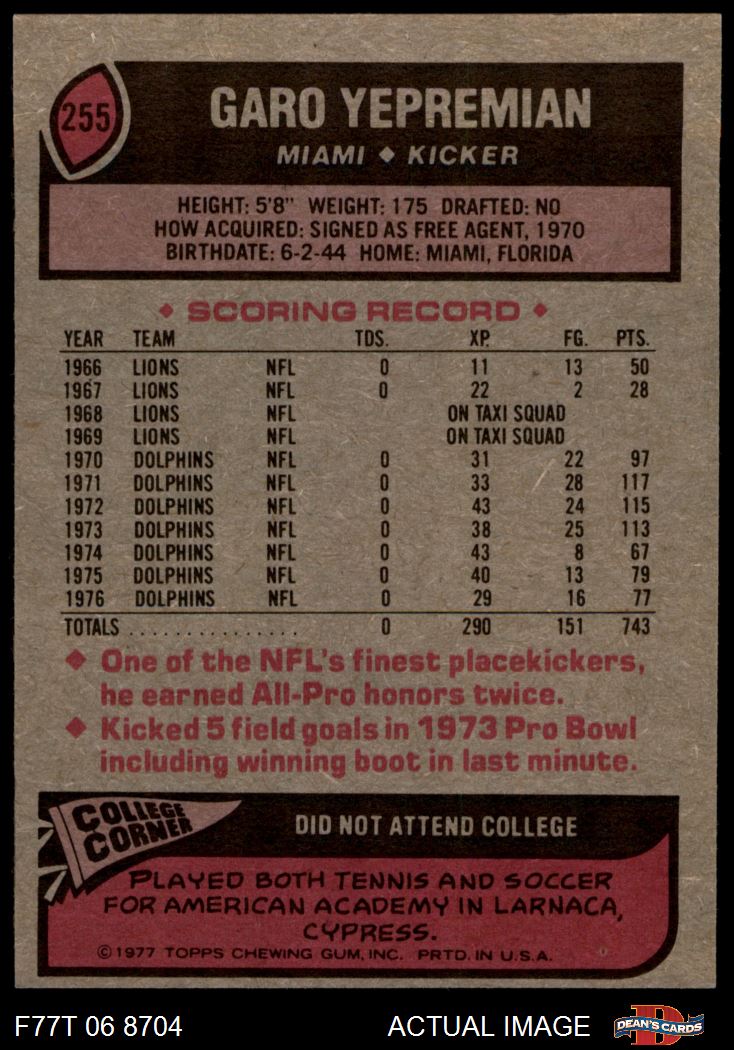 255
GARO YEPREMIAN
MIAMI ◆ KICKER
HEIGHT: 5'8" WEIGHT: 175 DRAFTED: NO
HOW ACQUIRED: SIGNED AS FREE AGENT, 1970
BIRTHDATE: 6-2-44 HOME: MIAMI, FLORIDA
◆ SCORING RECORD ◆
YEAR TEAM TDS. XP. FG. PTS.
1966 LIONS NFL 0 11 13 50
1967 LIONS NFL 0 22 2 28
1968 LIONS NFL ON TAXI SQUAD
1969 LIONS NFL ON TAXI SQUAD
1970 DOLPHINS NFL 0 31 22 97
1971 DOLPHINS NFL 0 33 28 117
1972 DOLPHINS NFL 0 43 24 115
1973 DOLPHINS NFL 0 38 25 113
1974 DOLPHINS NFL 0 43 8 67
1975 DOLPHINS NFL 0 40 13 79
1976 DOLPHINS NFL 0 29 16 77
TOTALS ............... 0 290 151 743
◆ One of the NFL's finest placekickers,
he earned All-Pro honors twice.
◆ Kicked 5 field goals in 1973 Pro Bowl
including winning boot in last minute.
COLLEGE
CORNER
DID NOT ATTEND COLLEGE
PLAYED BOTH TENNIS AND SOCCER
FOR AMERICAN ACADEMY IN LARNACA,
CYPRESS.
©1977 TOPPS CHEWING GUM, INC. PRTD. IN U.S.A.
F77T 06 8704 ACTUAL IMAGE
D
DEAN'S CARDS